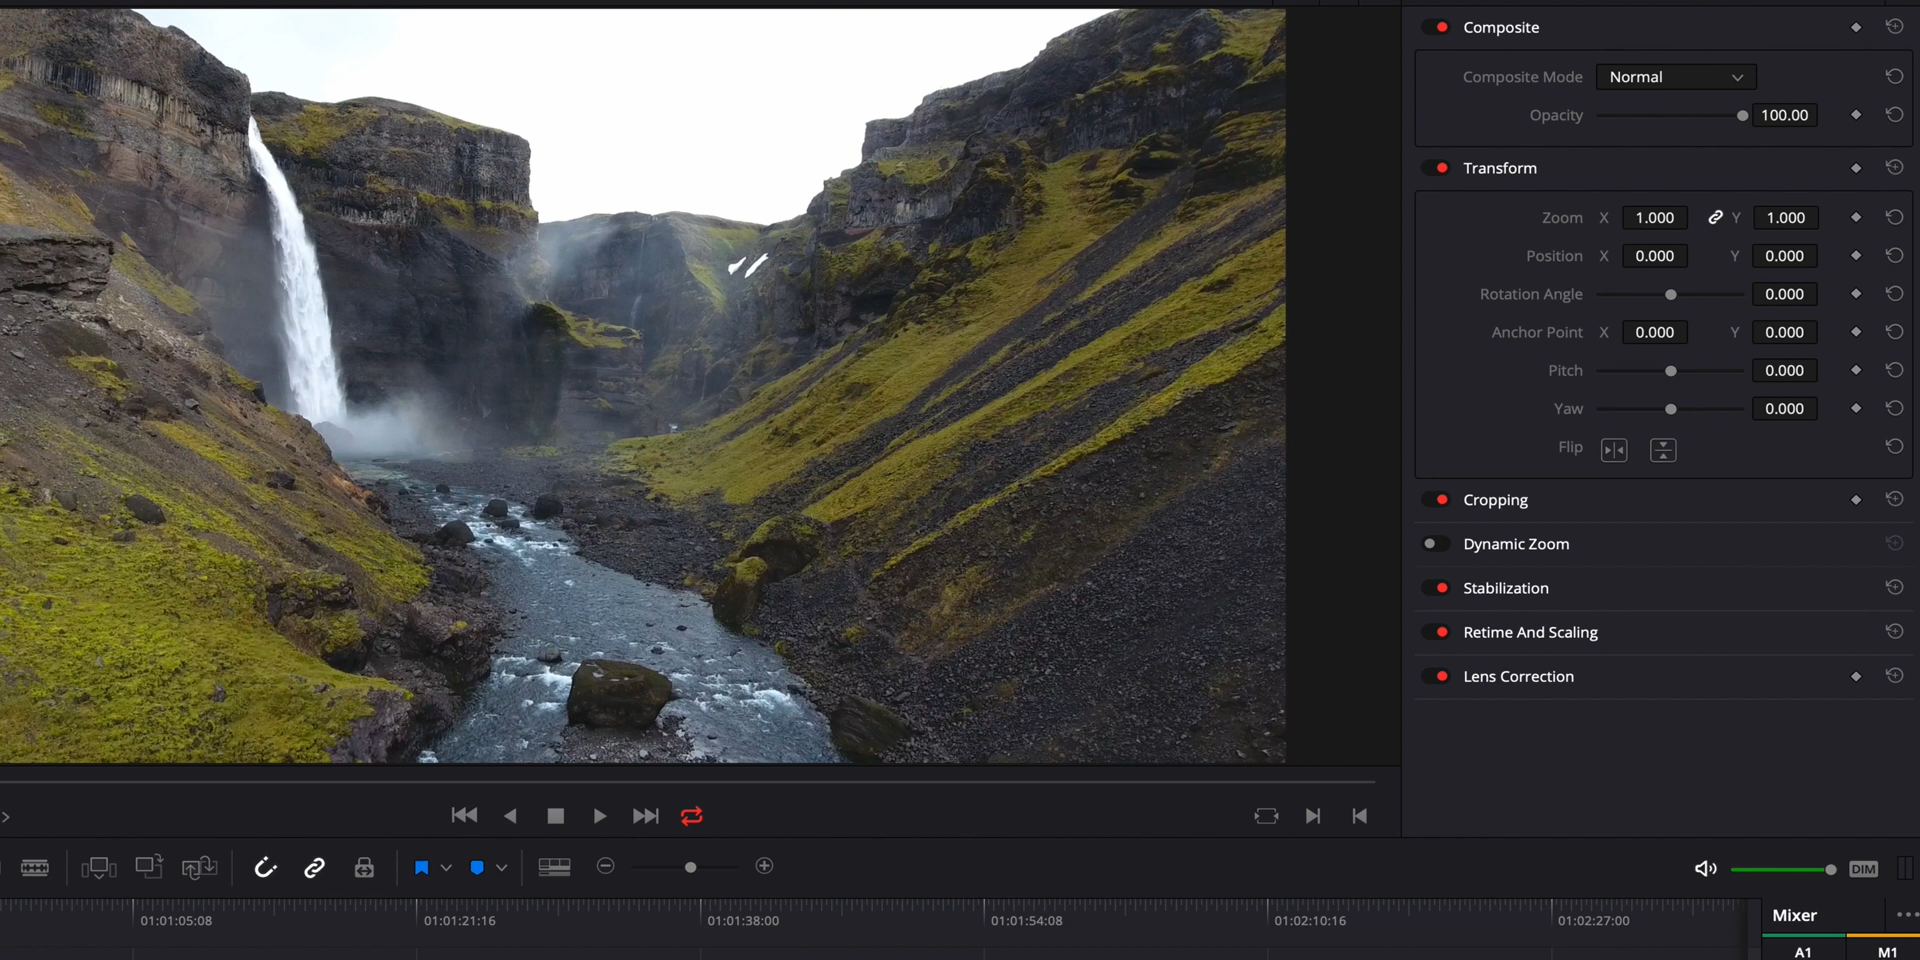 Composite
Composite Mode Normal
Opacity 100.00
Transform
Zoom X 1.000 Y 1.000
Position X 0.000 Y 0.000
Rotation Angle 0.000
Anchor Point X 0.000 Y 0.000
Pitch 0.000
Yaw 0.000
Flip
Cropping
Dynamic Zoom
Stabilization
Retime And Scaling
Lens Correction
DIM
01:01:05:08 01:01:21:16 01:01:38:00 01:01:54:08 01:02:10:16 01:02:27:00
Mixer
A1 M1